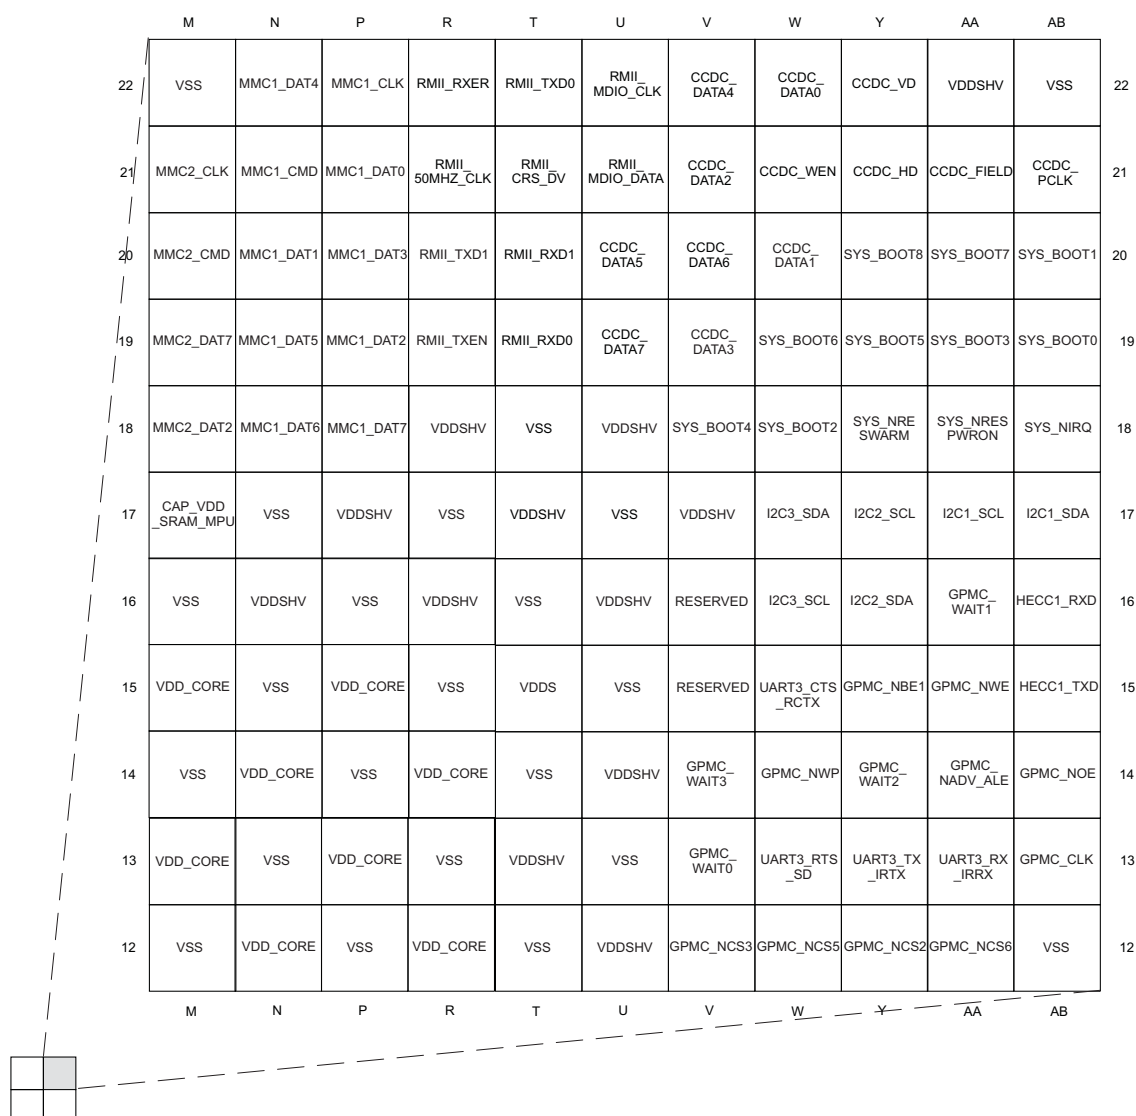 M N P R T U V W Y AA AB
22 VSS MMC1_DAT4 MMC1_CLK RMII_RXER RMII_TXD0 RMII_ MDIO_CLK CCDC_ DATA4 CCDC_ DATA0 CCDC_VD VDDSHV VSS 22
21 MMC2_CLK MMC1_CMD MMC1_DAT0 RMII_ 50MHZ_CLK RMII_ CRS_DV RMII_ MDIO_DATA CCDC_ DATA2 CCDC_WEN CCDC_HD CCDC_FIELD CCDC_ PCLK 21
20 MMC2_CMD MMC1_DAT1 MMC1_DAT3 RMII_TXD1 RMII_RXD1 CCDC_ DATA5 CCDC_ DATA6 CCDC_ DATA1 SYS_BOOT8 SYS_BOOT7 SYS_BOOT1 20
19 MMC2_DAT7 MMC1_DAT5 MMC1_DAT2 RMII_TXEN RMII_RXD0 CCDC_ DATA7 CCDC_ DATA3 SYS_BOOT6 SYS_BOOT5 SYS_BOOT3 SYS_BOOT0 19
18 MMC2_DAT2 MMC1_DAT6 MMC1_DAT7 VDDSHV VSS VDDSHV SYS_BOOT4 SYS_BOOT2 SYS_NRE SWARM SYS_NRES PWRON SYS_NIRQ 18
17 CAP_VDD _SRAM_MPU VSS VDDSHV VSS VDDSHV VSS VDDSHV I2C3_SDA I2C2_SCL I2C1_SCL I2C1_SDA 17
16 VSS VDDSHV VSS VDDSHV VSS VDDSHV RESERVED I2C3_SCL I2C2_SDA GPMC_ WAIT1 HECC1_RXD 16
15 VDD_CORE VSS VDD_CORE VSS VDDS VSS RESERVED UART3_CTS _RCTX GPMC_NBE1 GPMC_NWE HECC1_TXD 15
14 VSS VDD_CORE VSS VDD_CORE VSS VDDSHV GPMC_ WAIT3 GPMC_NWP GPMC_ WAIT2 GPMC_ NADV_ALE GPMC_NOE 14
13 VDD_CORE VSS VDD_CORE VSS VDDSHV VSS GPMC_ WAIT0 UART3_RTS _SD UART3_TX _IRTX UART3_RX _IRRX GPMC_CLK 13
12 VSS VDD_CORE VSS VDD_CORE VSS VDDSHV GPMC_NCS3 GPMC_NCS5 GPMC_NCS2 GPMC_NCS6 VSS 12
M N P R T U V W Y AA AB